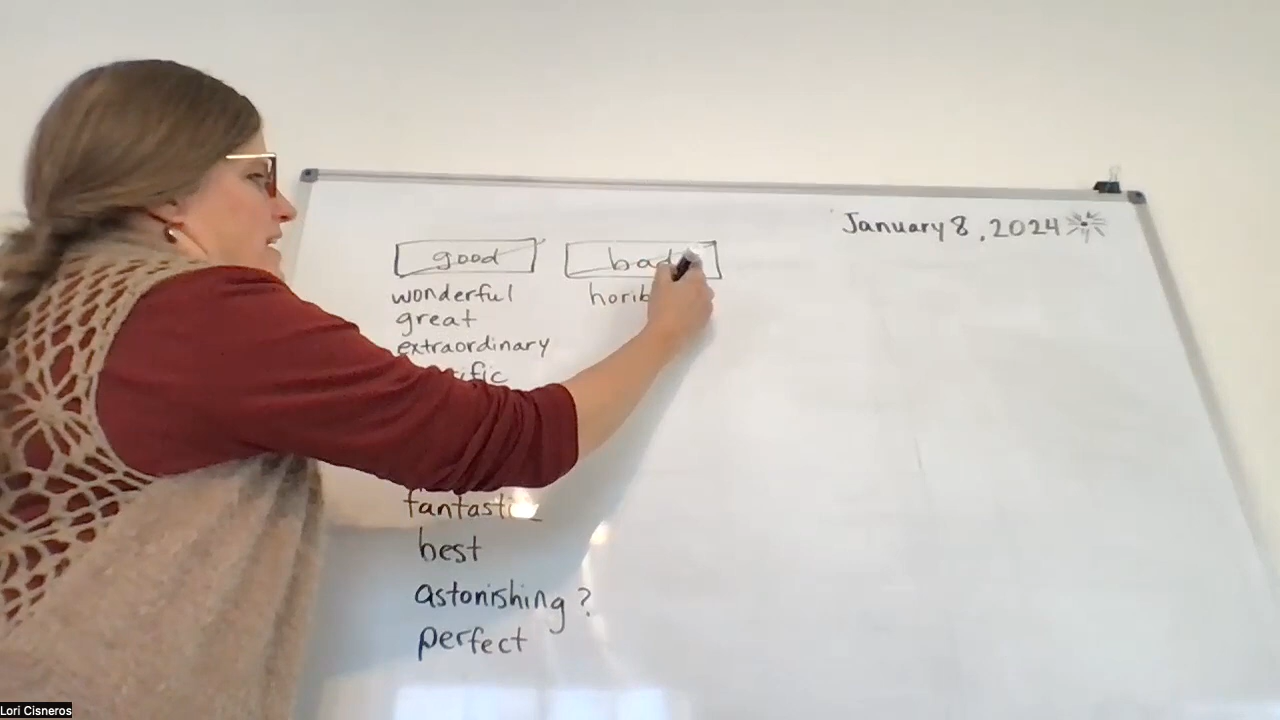 January 8, 2024
good bad
wonderful
great
extraordinary
fantastic
best
astonishing ?
perfect
Lori Cisneros